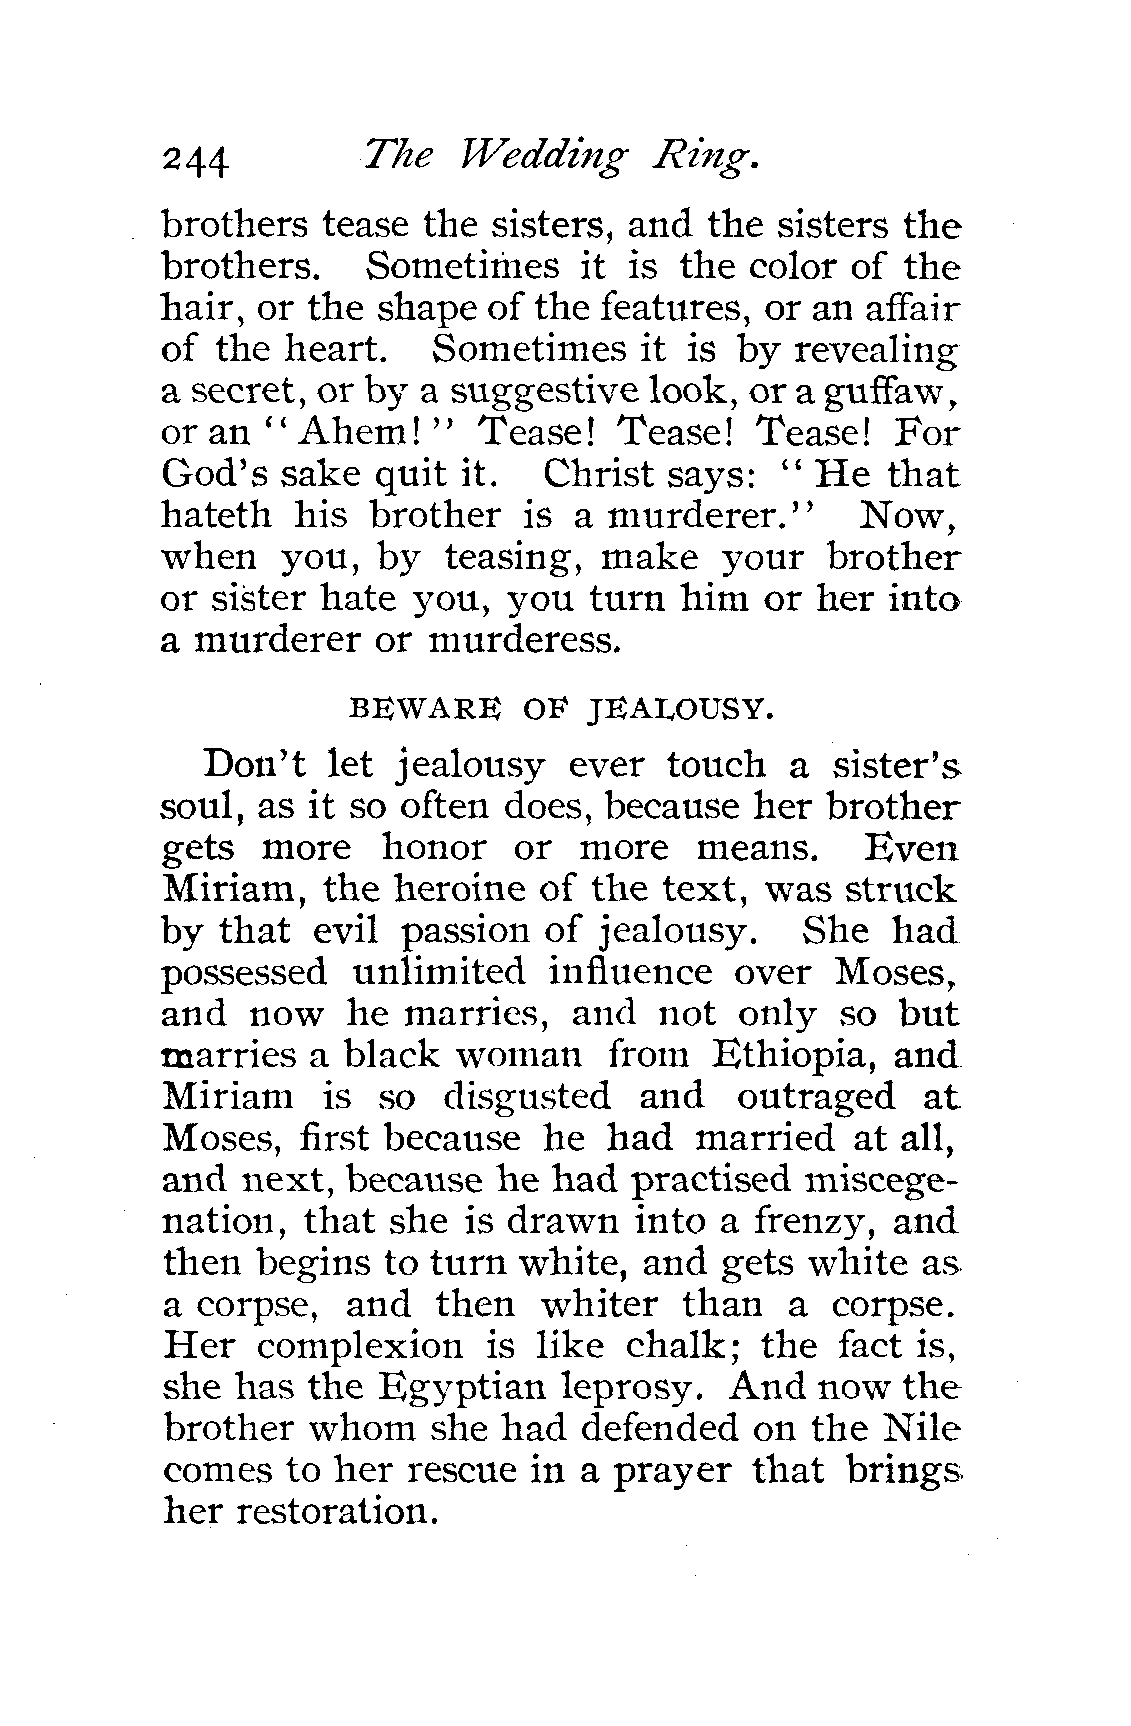 244 The Wedding Ring.
brothers tease the sisters, and the sisters the
brothers. Sometimes it is the color of the
hair, or the shape of the features, or an affair
of the heart. Sometimes it is by revealing
a secret, or by a suggestive look, or a guffaw,
or an "Ahem!" Tease! Tease! Tease! For
God's sake quit it. Christ says: "He that
hateth his brother is a murderer." Now,
when you, by teasing, make your brother
or sister hate you, you turn him or her into
a murderer or murderess.
BEWARE OF JEALOUSY.
Don't let jealousy ever touch a sister's
soul, as it so often does, because her brother
gets more honor or more means. Even
Miriam, the heroine of the text, was struck
by that evil passion of jealousy. She had
possessed unlimited influence over Moses,
and now he marries, and not only so but
marries a black woman from Ethiopia, and
Miriam is so disgusted and outraged at
Moses, first because he had married at all,
and next, because he had practised miscege-
nation, that she is drawn into a frenzy, and
then begins to turn white, and gets white as
a corpse, and then whiter than a corpse.
Her complexion is like chalk; the fact is,
she has the Egyptian leprosy. And now the
brother whom she had defended on the Nile
comes to her rescue in a prayer that brings
her restoration.